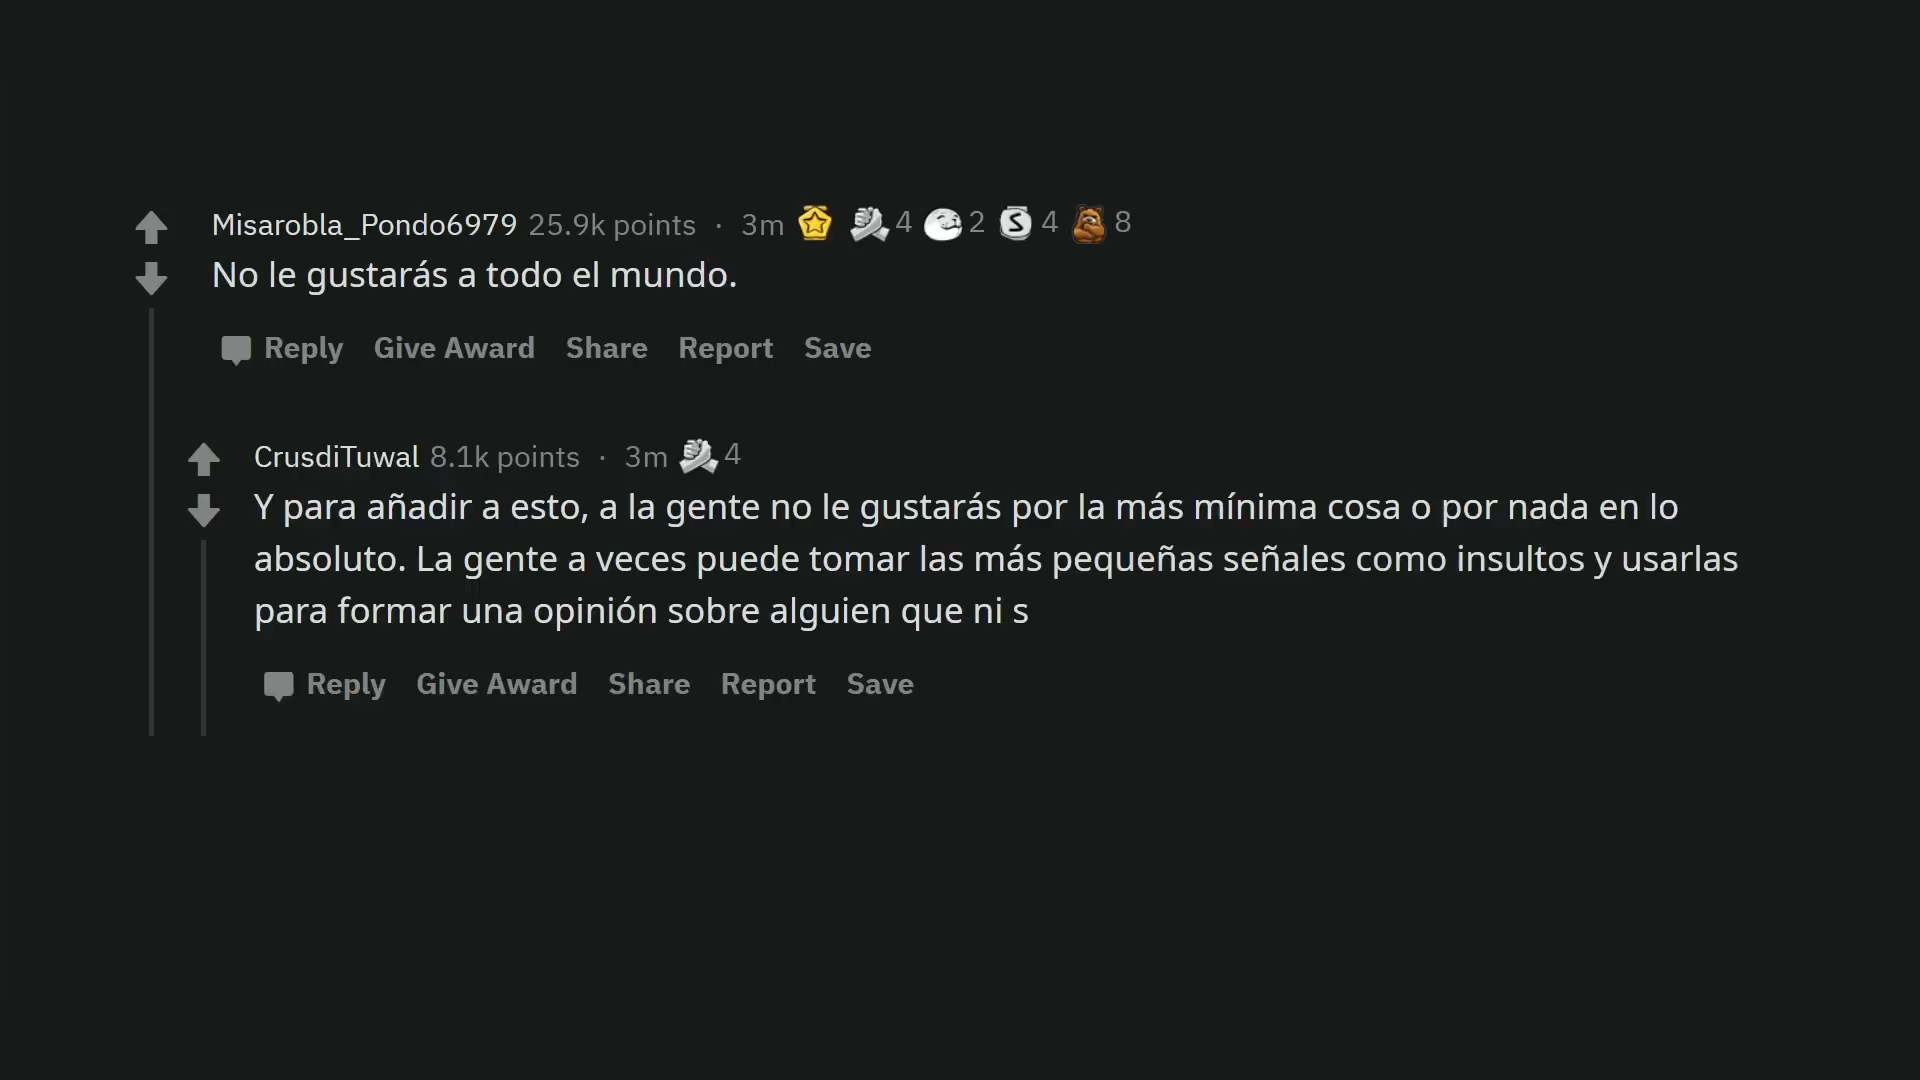 Misarobla_Pondo6979 25.9k points · 3m 4 2 4 8
No le gustarás a todo el mundo.
Reply Give Award Share Report Save
CrusdiTuwal 8.1k points · 3m 4
Y para añadir a esto, a la gente no le gustarás por la más mínima cosa o por nada en lo
absoluto. La gente a veces puede tomar las más pequeñas señales como insultos y usarlas
para formar una opinión sobre alguien que ni s
Reply Give Award Share Report Save